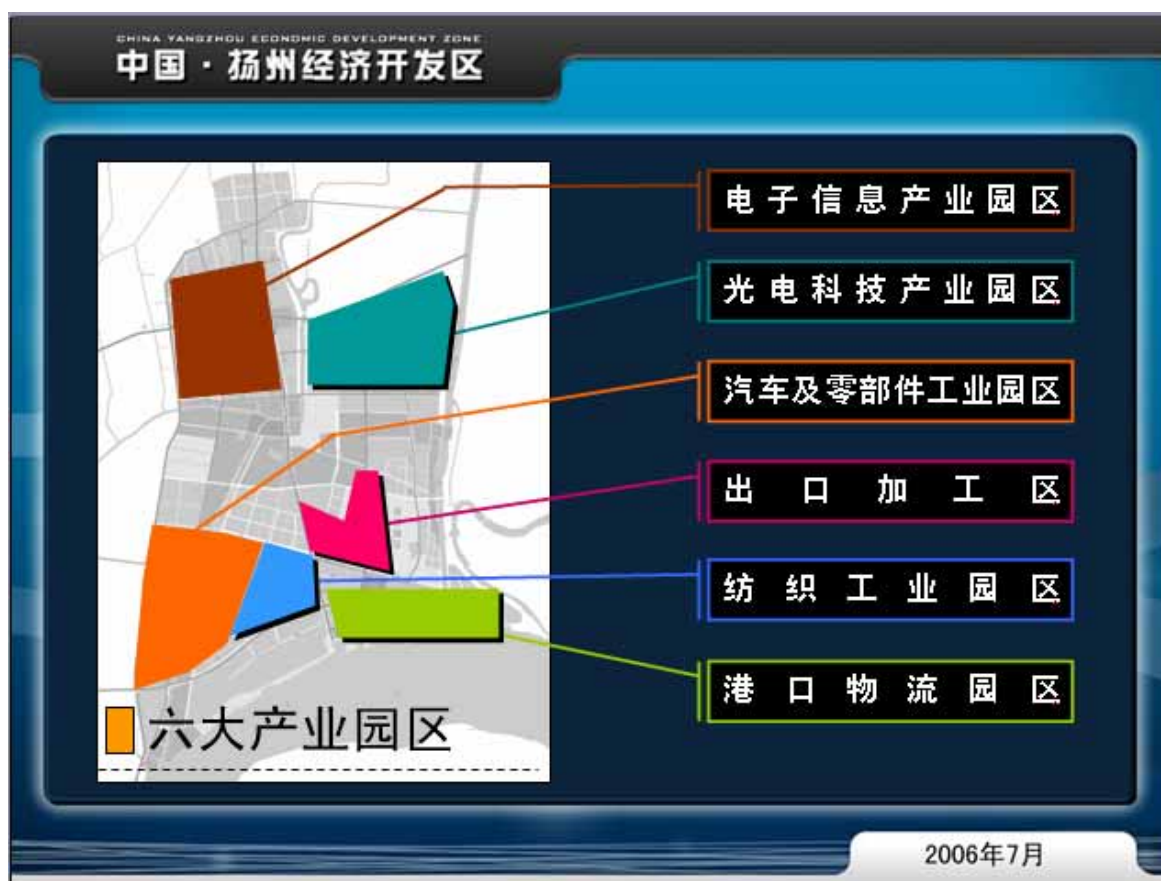 CHINA YANGZHOU ECONOMIC DEVELOPMENT ZONE
中国·扬州经济开发区
电子信息产业园区
光电科技产业园区
汽车及零部件工业园区
出口加工区
纺织工业园区
港口物流园区
六大产业园区
2006年7月